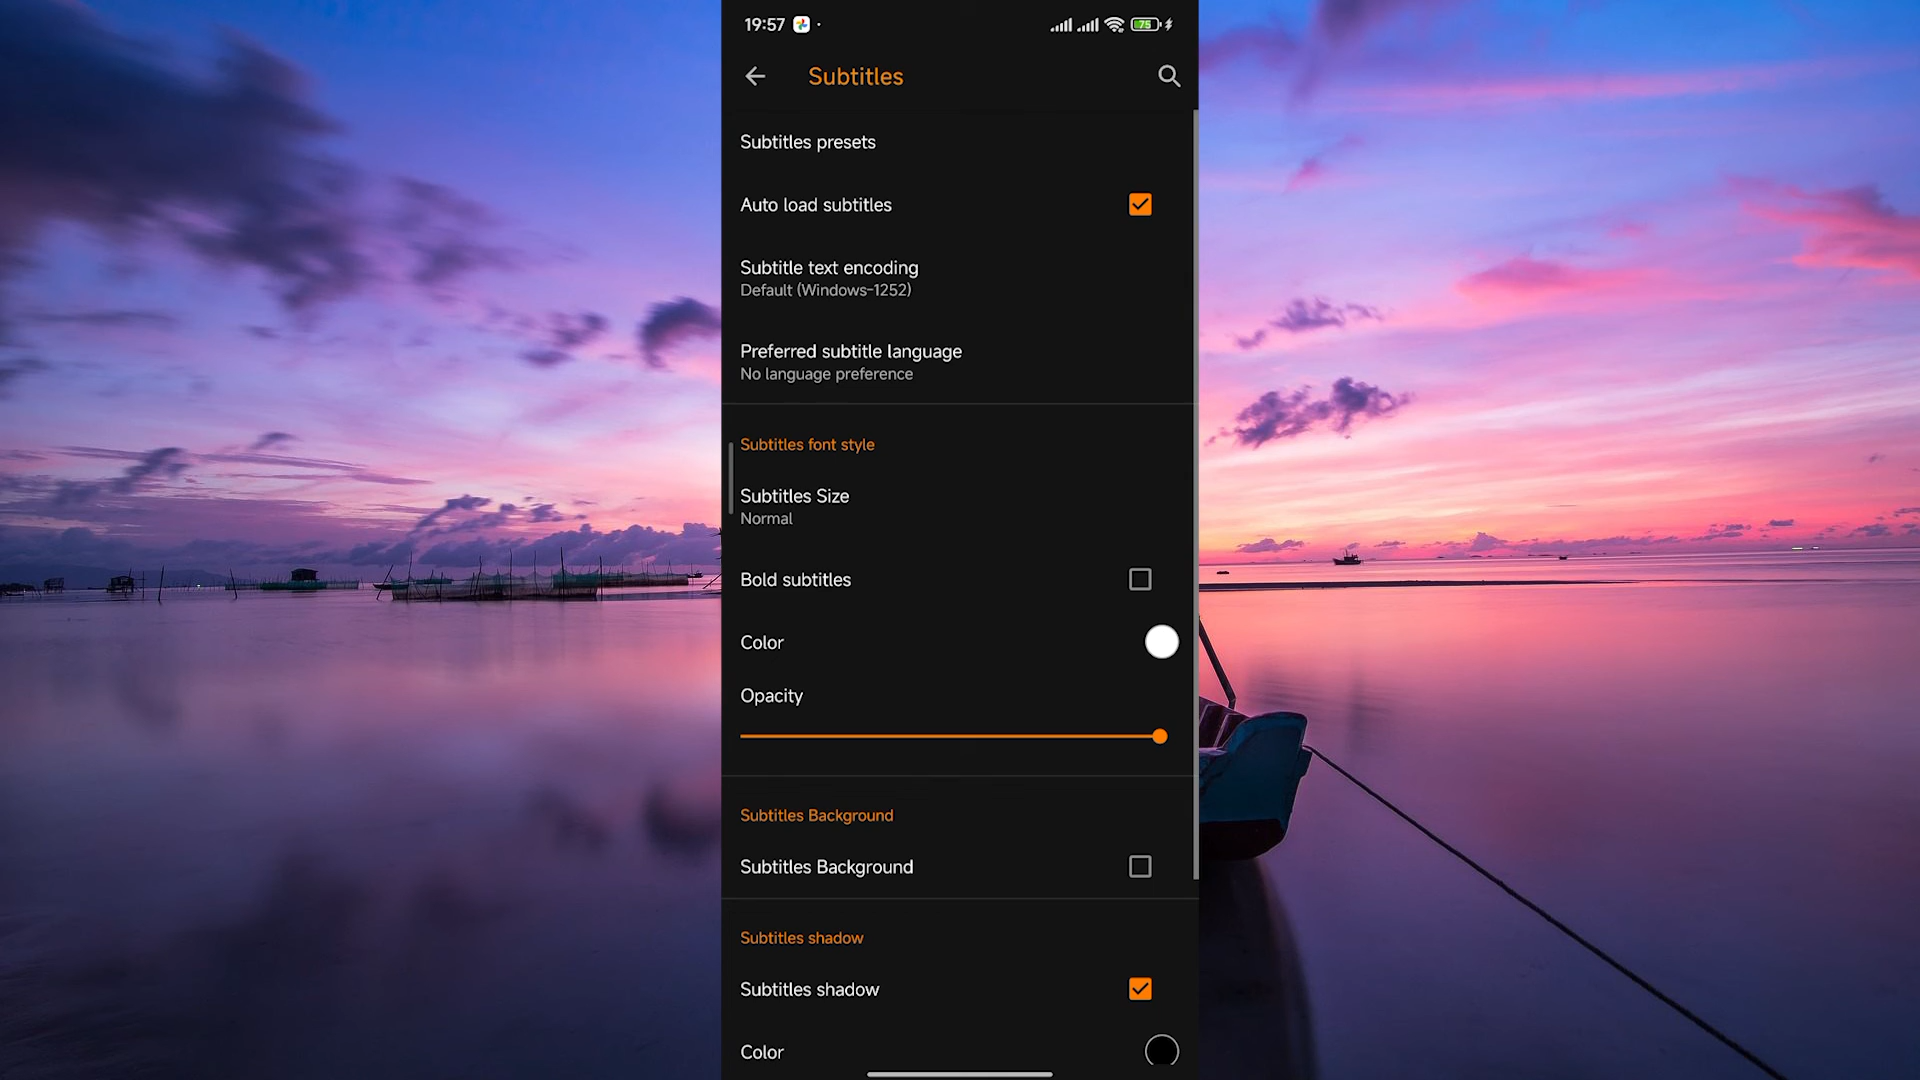 19:57
75
Subtitles
Subtitles presets
Auto load subtitles
Subtitle text encoding
Default (Windows-1252)
Preferred subtitle language
No language preference
Subtitles font style
Subtitles Size
Normal
Bold subtitles
Color
Opacity
Subtitles Background
Subtitles Background
Subtitles shadow
Subtitles shadow
Color